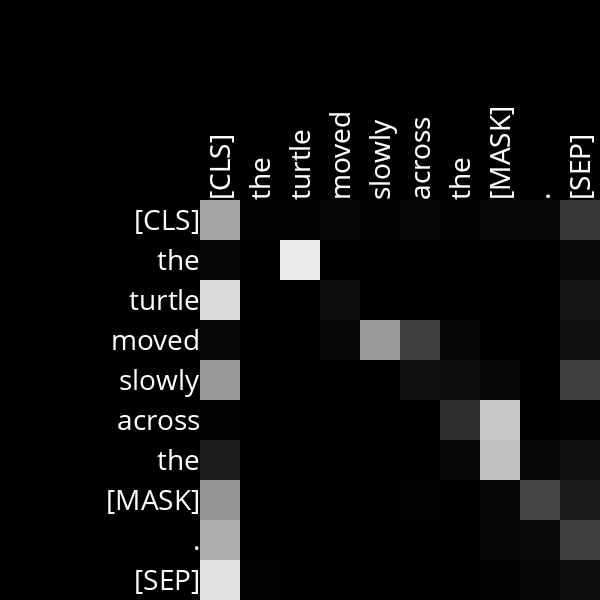 [CLS] the turtle moved slowly across the [MASK] . [SEP]
[CLS]
the
turtle
moved
slowly
across
the
[MASK]
.
[SEP]